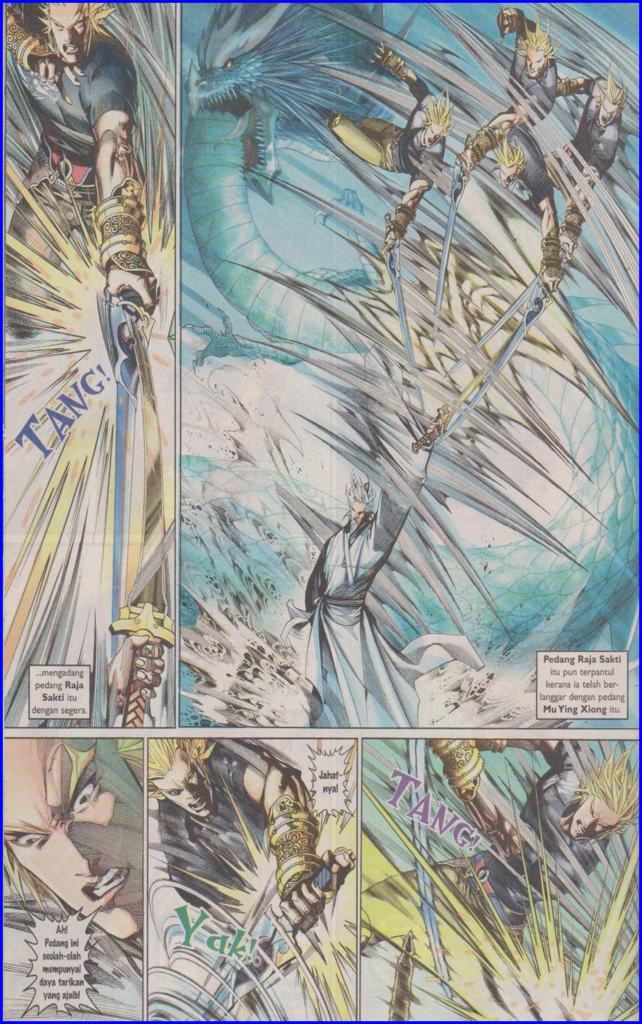 TANG!
...mengadang
pedang Raja
Sakti itu
dengan segera.
Pedang Raja Sakti
itu pun terpantul
kerana ia telah ber-
langgar dengan pedang
Mu Ying Xiong itu.
Ah!
Pedang ini
seolah-olah
mempunyai
daya tarikan
yang ajaib!
Jahat-
nya!
Yak!
TANG!